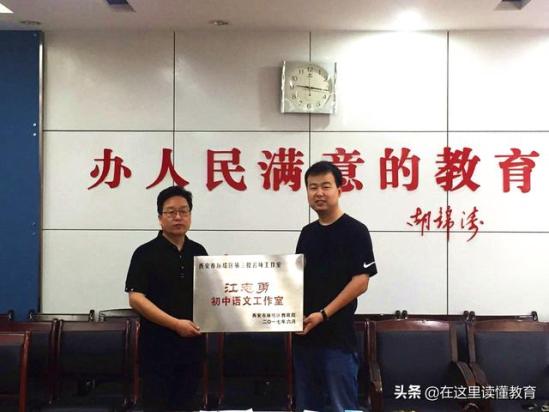 办人民满意的教育
胡锦涛
西安市雁塔区第三批名师工作室
江志勇
初中语文工作室
西安市雁塔区教育局
二〇一七年六月
头条 @在这里读懂教育